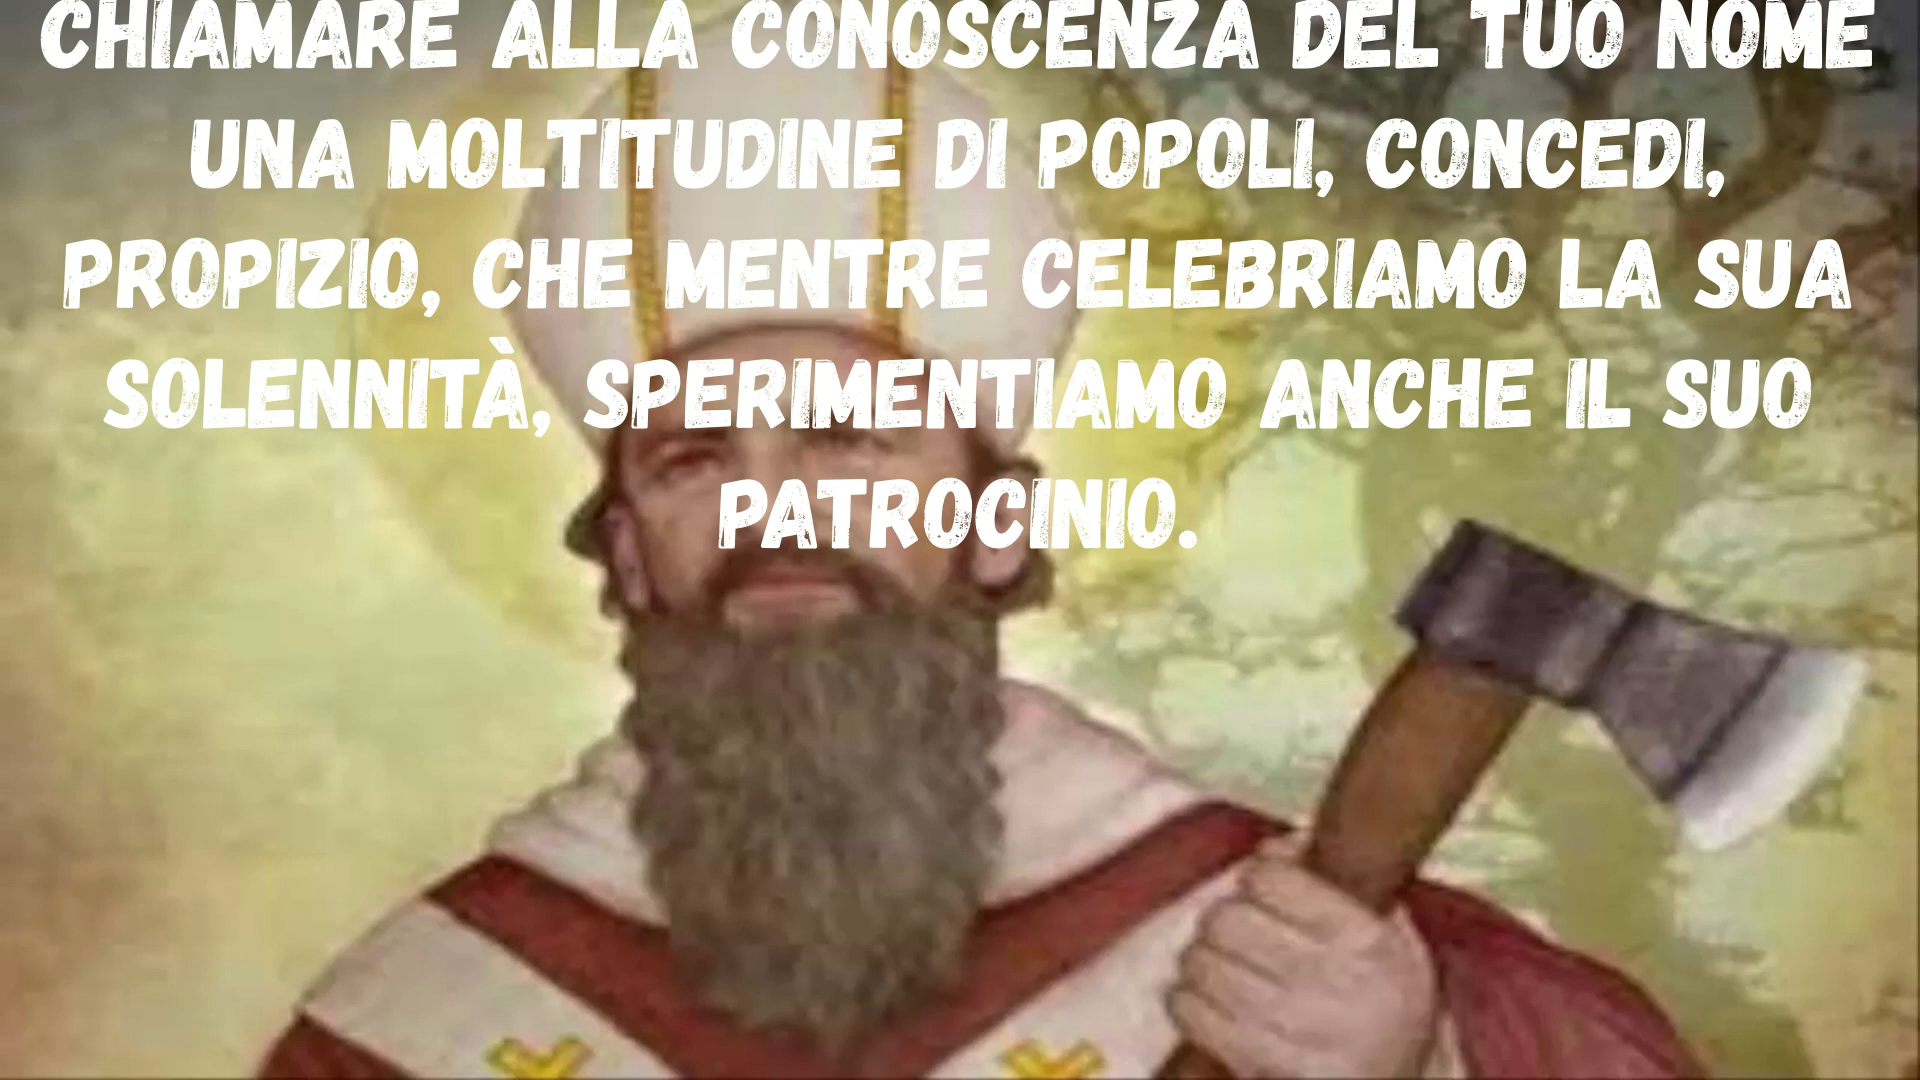 CHIAMARE ALLA CONOSCENZA DEL TUO NOME
UNA MOLTITUDINE DI POPOLI, CONCEDI,
PROPIZIO, CHE MENTRE CELEBRIAMO LA SUA
SOLENNITÀ, SPERIMENTIAMO ANCHE IL SUO
PATROCINIO.